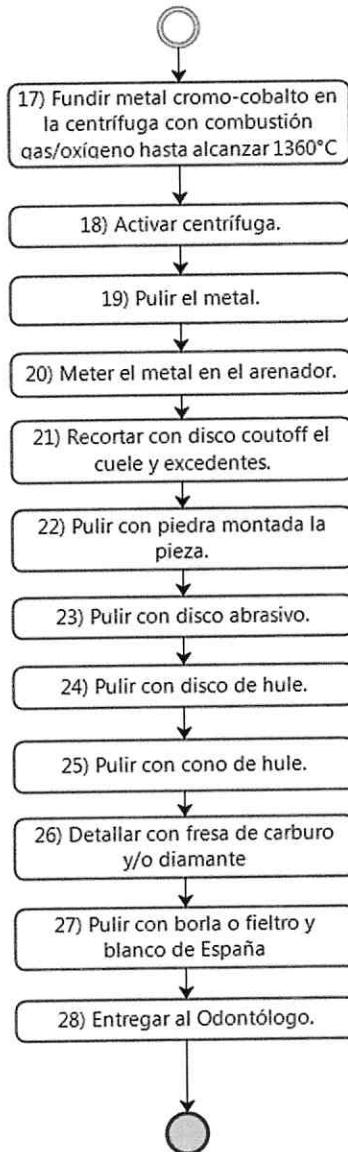 17) Fundir metal cromo-cobalto en
la centrífuga con combustión
gas/oxígeno hasta alcanzar 1360°C
18) Activar centrífuga.
19) Pulir el metal.
20) Meter el metal en el arenador.
21) Recortar con disco coutoff el
cuele y excedentes.
22) Pulir con piedra montada la
pieza.
23) Pulir con disco abrasivo.
24) Pulir con disco de hule.
25) Pulir con cono de hule.
26) Detallar con fresa de carburo
y/o diamante
27) Pulir con borla o fieltro y
blanco de España
28) Entregar al Odontólogo.